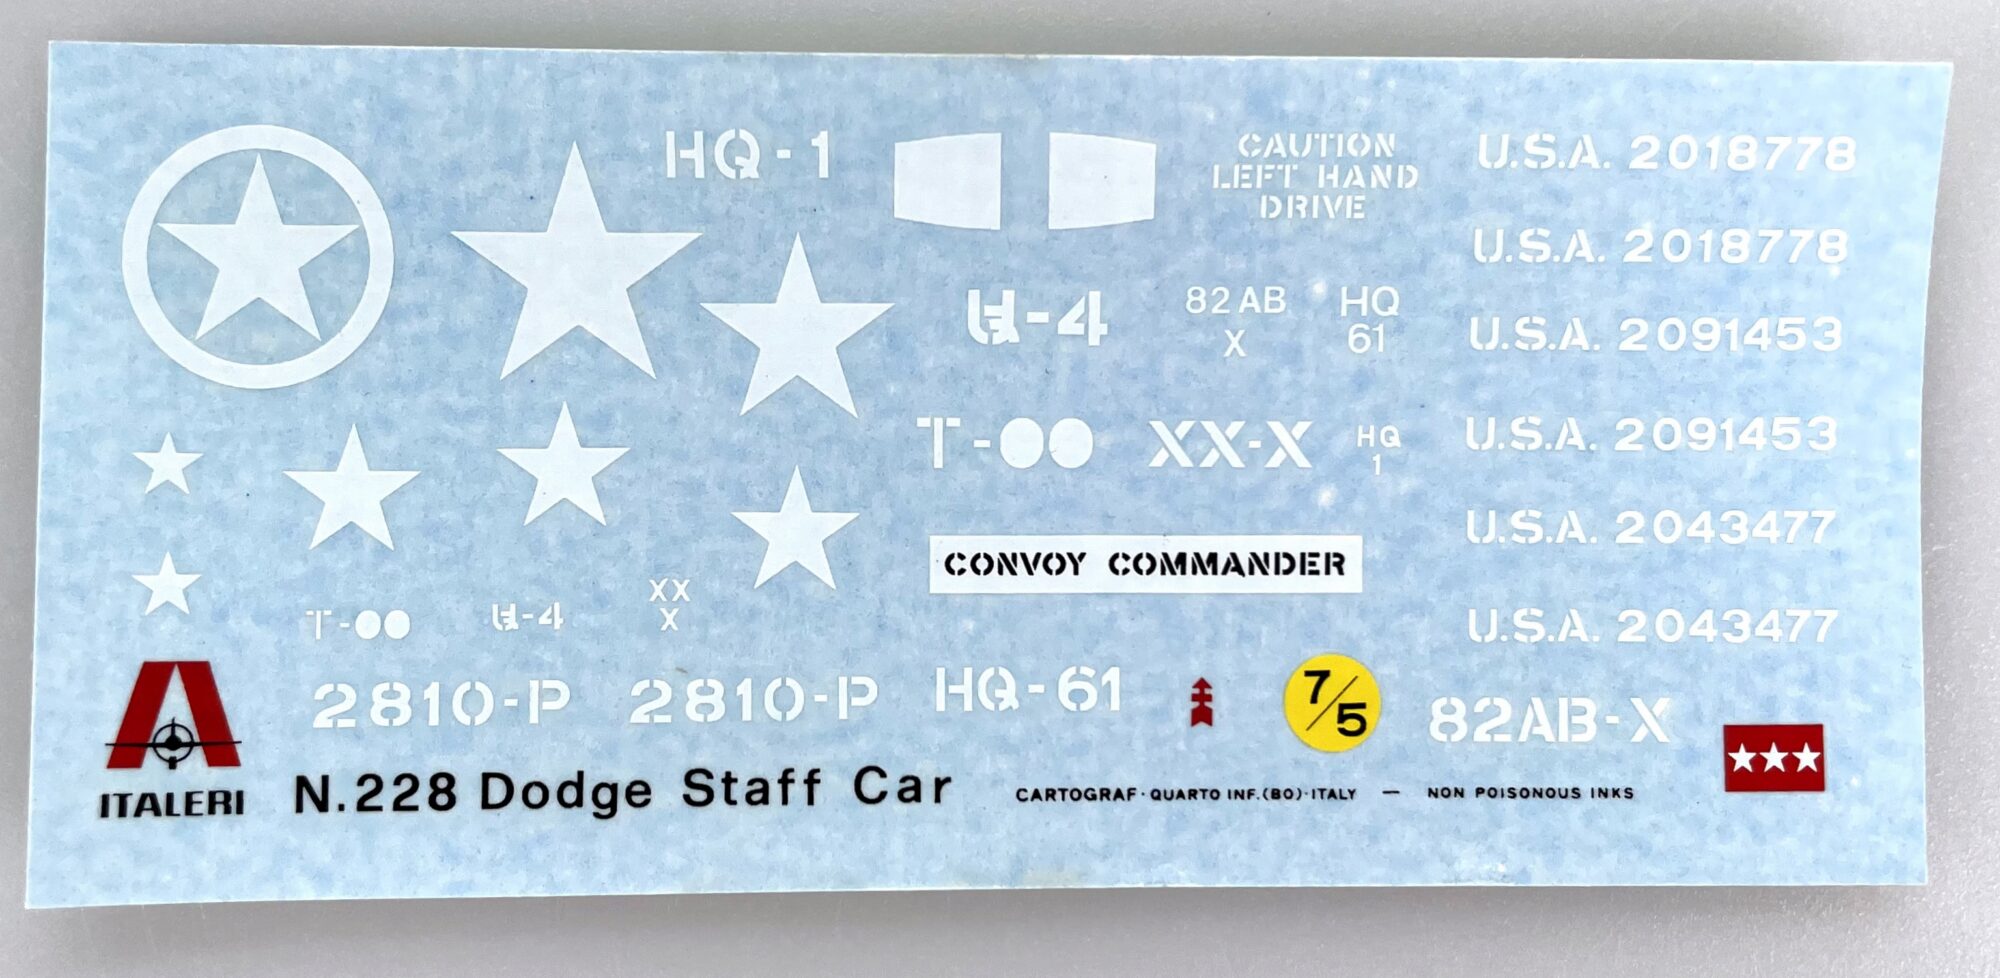 HQ-1
CAUTION
LEFT HAND
DRIVE
U.S.A. 2018778
U.S.A. 2018778
82 AB
X
HQ
61
U.S.A. 2091453
T-
XX-X
HQ
1
U.S.A. 2091453
CONVOY COMMANDER
U.S.A. 2043477
T-
XX
X
U.S.A. 2043477
2810-P
2810-P
HQ-61
7/5
82AB-X
ITALERI
N.228 Dodge Staff Car
CARTOGRAF·QUARTO INF.(BO)·ITALY — NON POISONOUS INKS